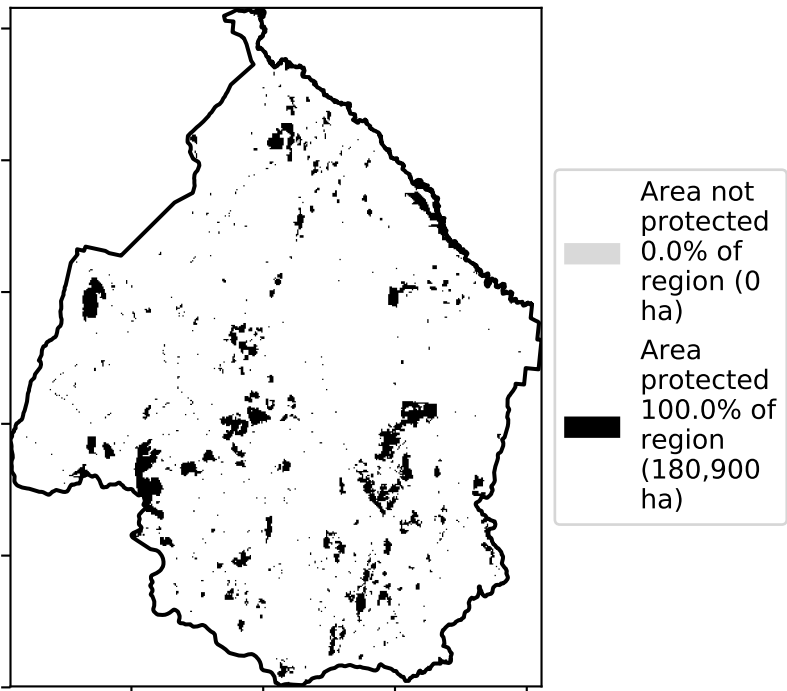 Area not
protected
0.0% of
region (0
ha)
Area
protected
100.0% of
region
(180,900
ha)